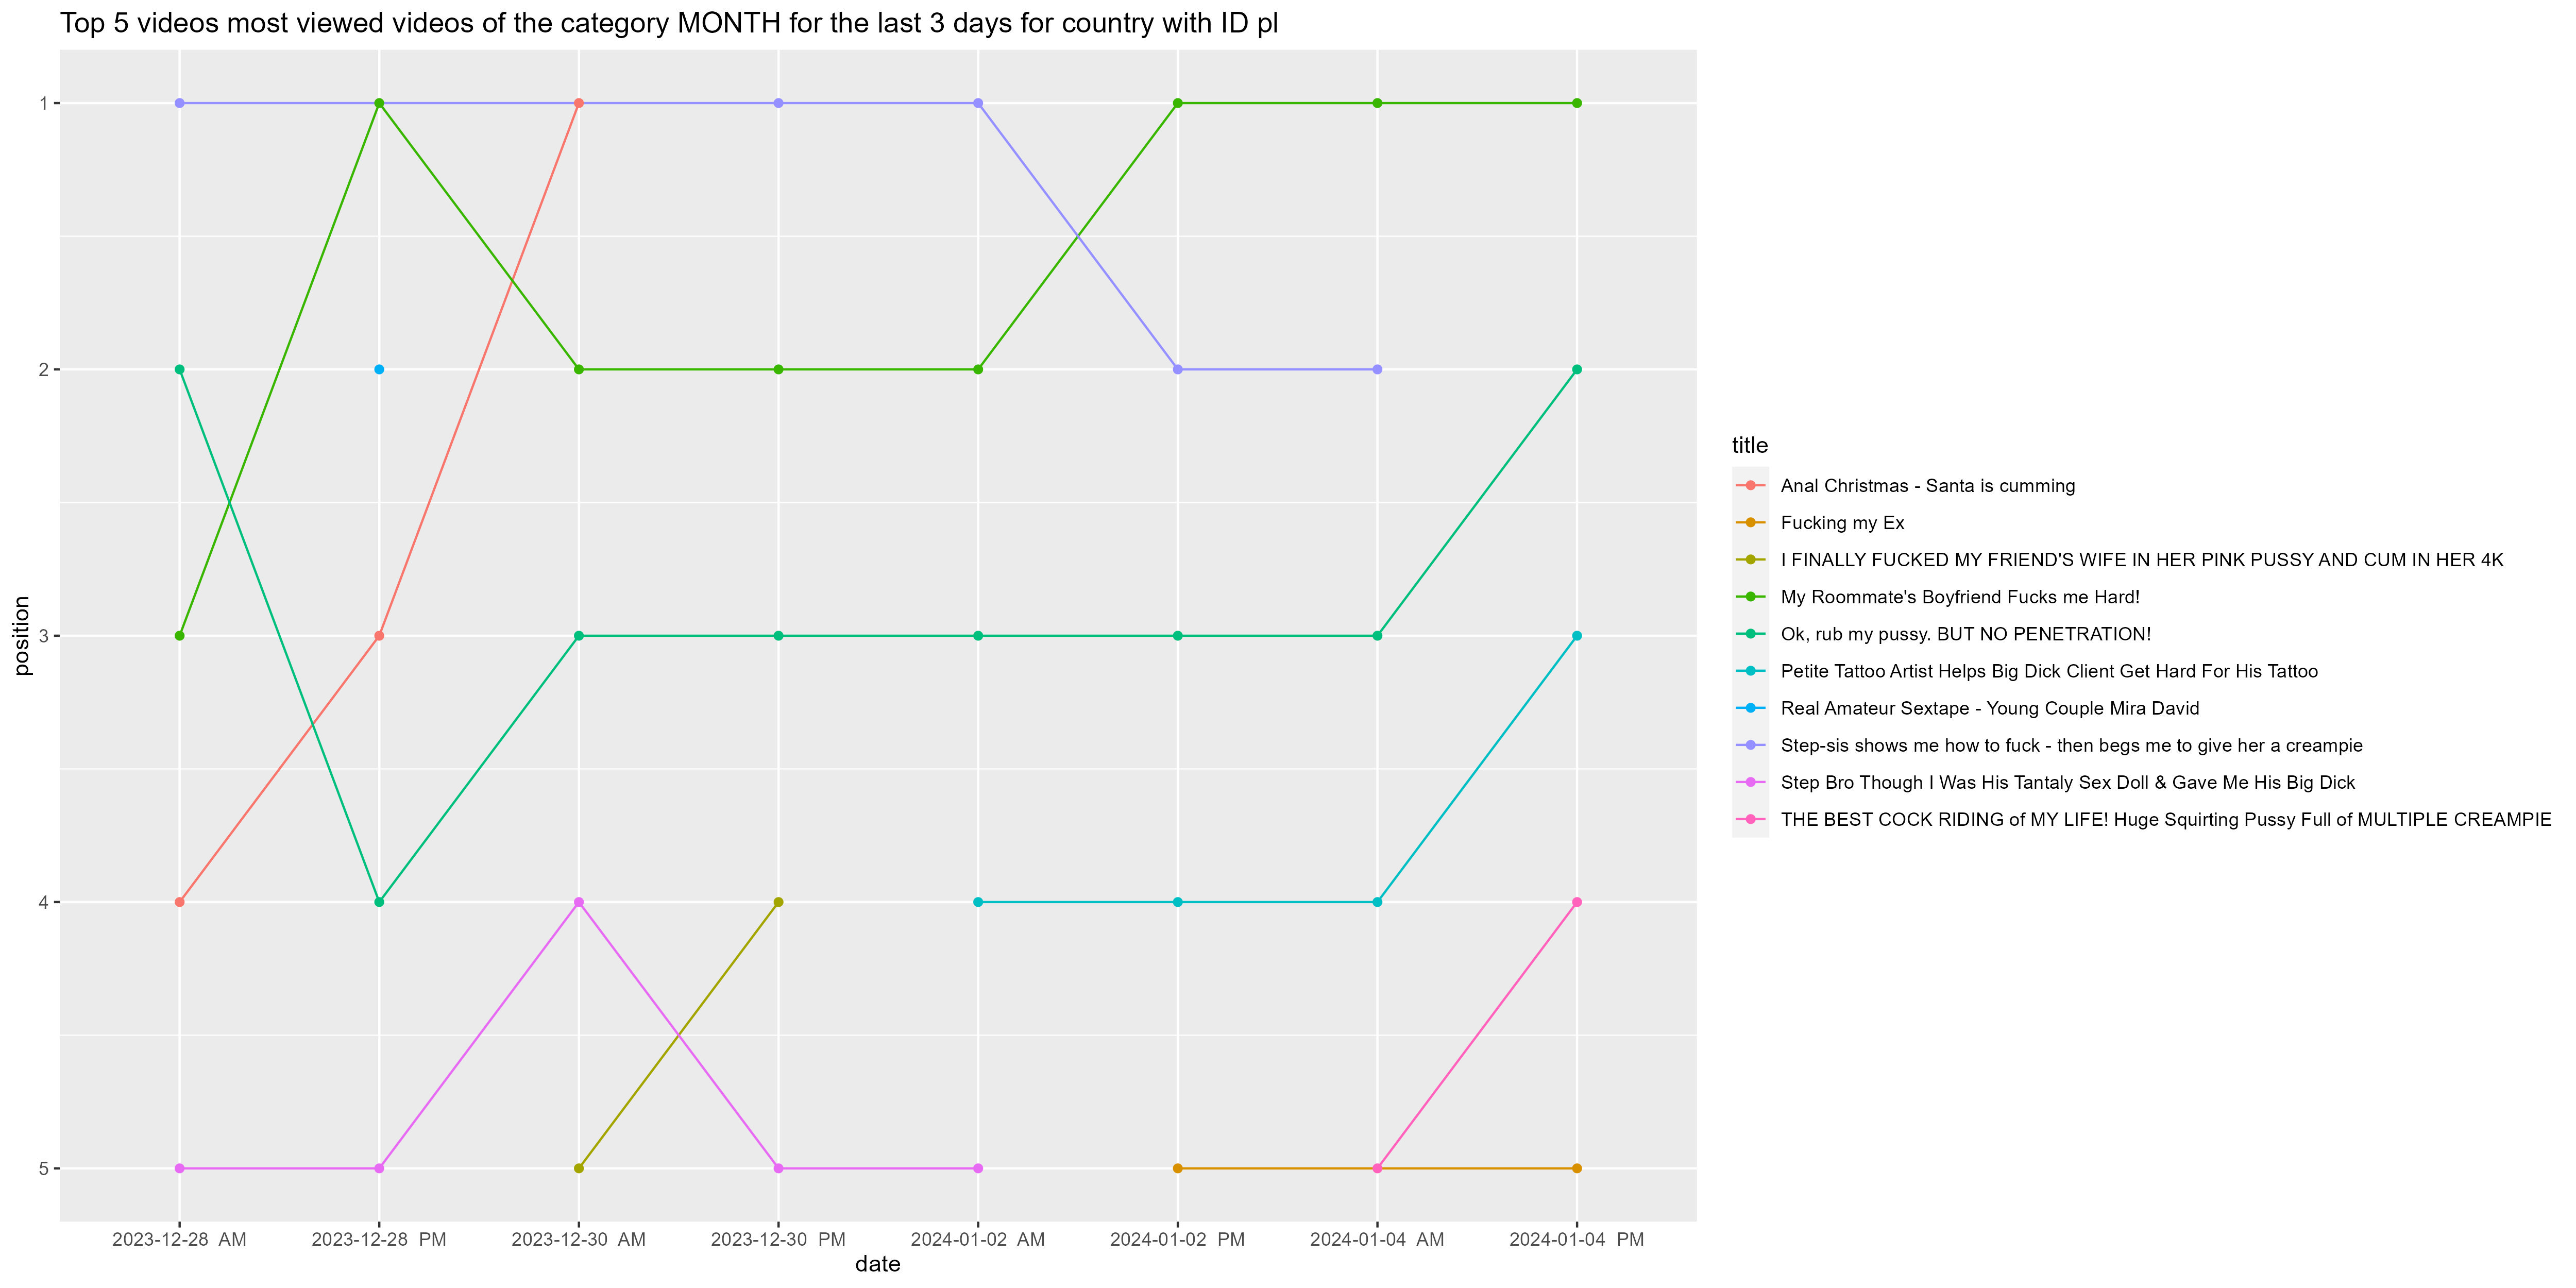 Top 5 videos most viewed videos of the category MONTH for the last 3 days for country with ID pl
position
1
2
3
4
5
2023-12-28 AM
2023-12-28 PM
2023-12-30 AM
2023-12-30 PM
2024-01-02 AM
2024-01-02 PM
2024-01-04 AM
2024-01-04 PM
date
title
Anal Christmas - Santa is cumming
Fucking my Ex
I FINALLY FUCKED MY FRIEND'S WIFE IN HER PINK PUSSY AND CUM IN HER 4K
My Roommate's Boyfriend Fucks me Hard!
Ok, rub my pussy. BUT NO PENETRATION!
Petite Tattoo Artist Helps Big Dick Client Get Hard For His Tattoo
Real Amateur Sextape - Young Couple Mira David
Step-sis shows me how to fuck - then begs me to give her a creampie
Step Bro Though I Was His Tantaly Sex Doll & Gave Me His Big Dick
THE BEST COCK RIDING of MY LIFE! Huge Squirting Pussy Full of MULTIPLE CREAMPIE